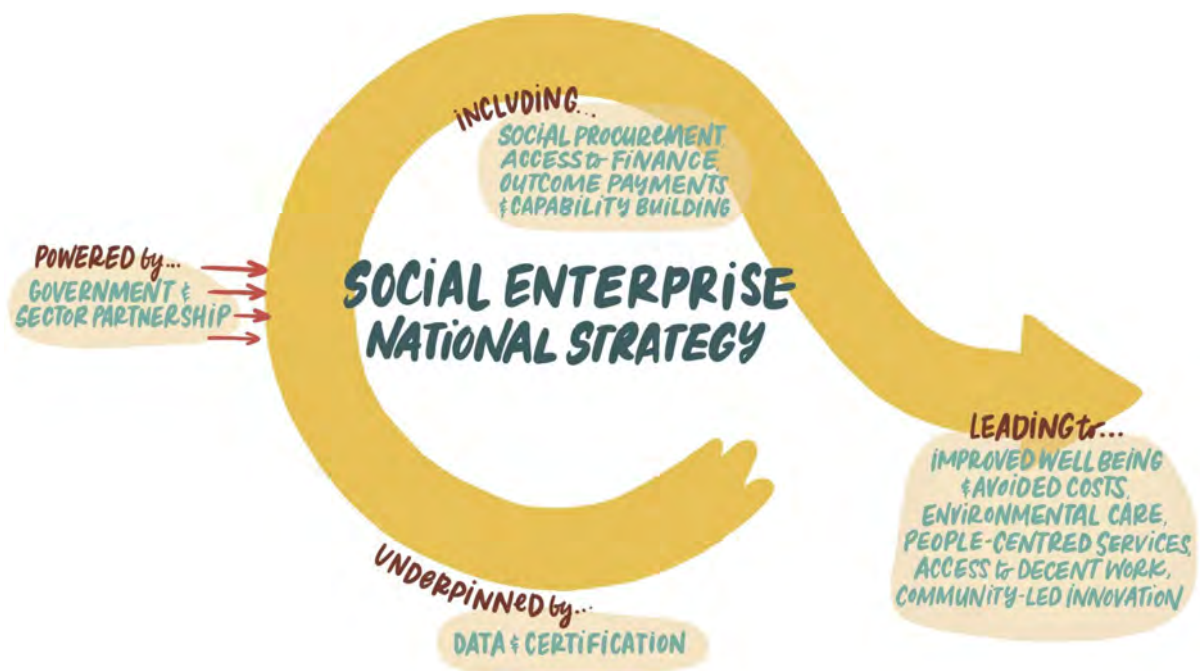 iNCLUDiNG...
SOCiAL PROCUREMENT,
ACCESS to FiNANCE,
OUTCOME PAYMENTS
& CAPABiLiTY BUiLDiNG
POWERED by...
GOVERNMENT &
SECTOR PARTNERSHiP
SOCiAL ENTERPRiSE
NATiONAL STRATEGY
LEADiNG to...
iMPROVED WELLBEiNG
& AVOiDED COSTS,
ENViRONMENTAL CARE,
PEOPLE-CENTRED SERViCES,
ACCESS to DECENT WORK,
COMMUNiTY-LED iNNOVATiON
UNDERPiNNED by...
DATA & CERTiFiCATiON